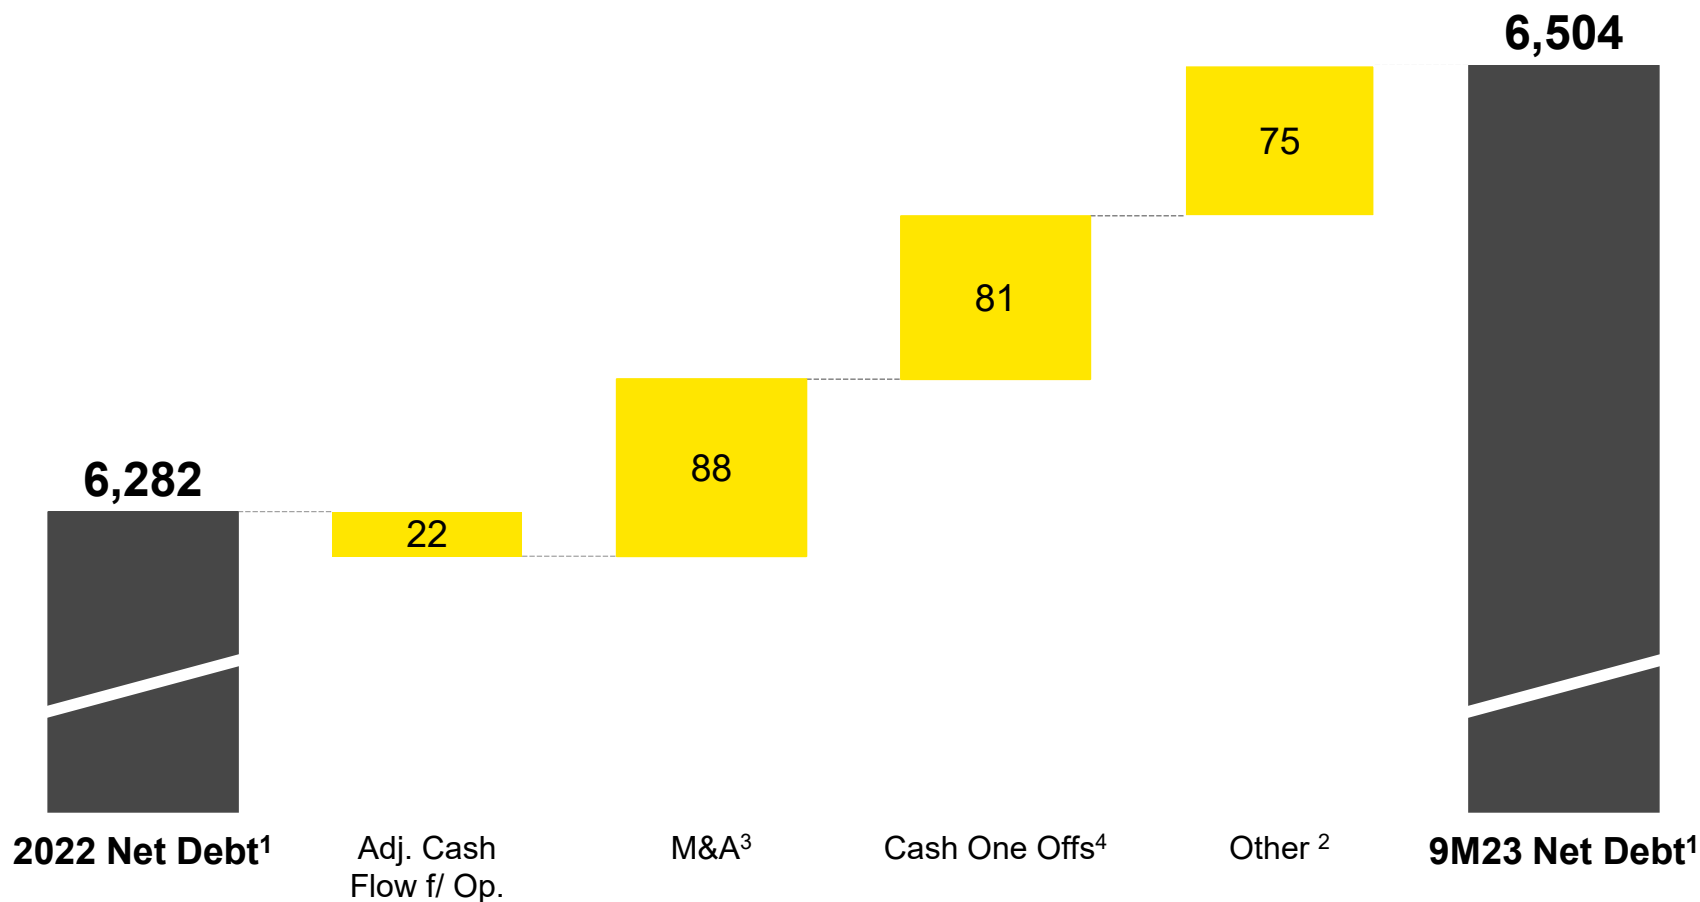 6,504
75
81
88
6,282
22
2022 Net Debt¹
Adj. Cash
Flow f/ Op.
M&A³
Cash One Offs⁴
Other ²
9M23 Net Debt¹